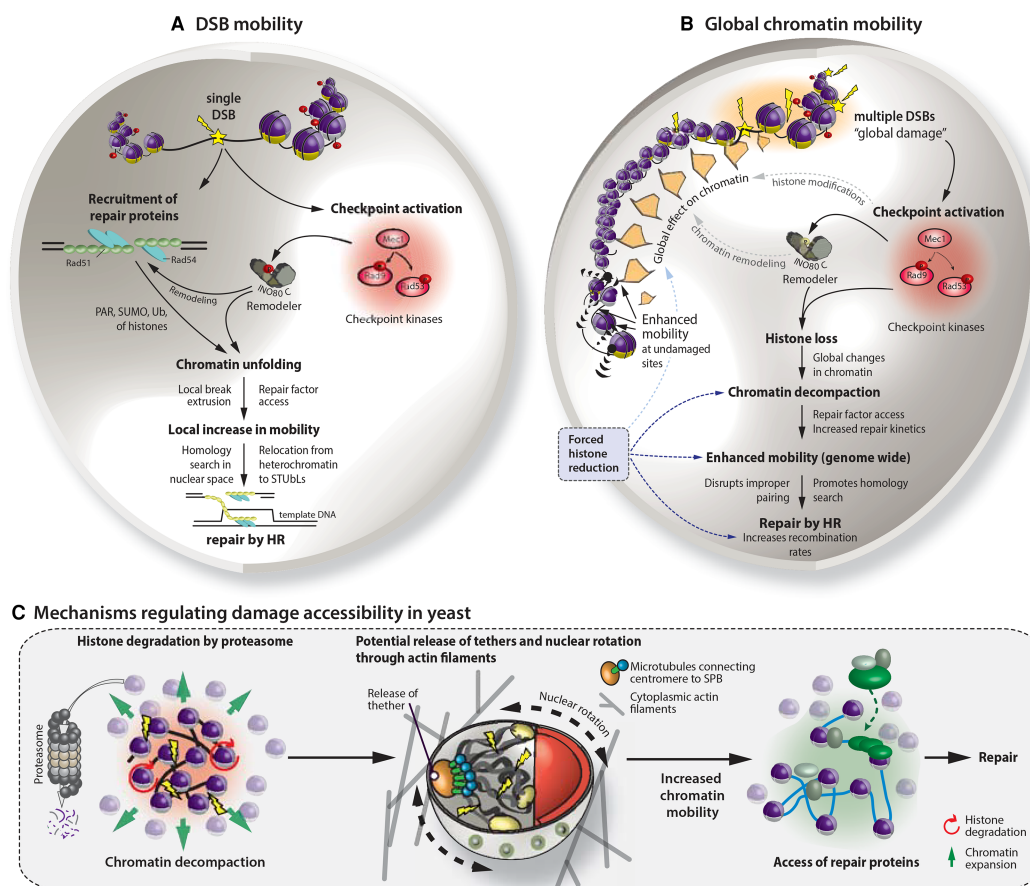 A DSB mobility
single
DSB
Recruitment of
repair proteins
Rad51
Rad54
Checkpoint activation
Mec1
Rad9
Rad53
Checkpoint kinases
INO80 C
Remodeler
Remodeling
PAR, SUMO, Ub,
of histones
Chromatin unfolding
Local break
extrusion
Repair factor
access
Local increase in mobility
Homology
search in
nuclear space
Relocation from
heterochromatin
to STUbLs
template DNA
repair by HR
B Global chromatin mobility
multiple DSBs
"global damage"
histone modifications
Checkpoint activation
Global effect on chromatin
chromatin remodeling
Mec1
Rad9
Rad53
Checkpoint kinases
INO80 C
Remodeler
Enhanced
mobility
at undamaged
sites
Histone loss
Global changes
in chromatin
Chromatin decompaction
Repair factor access
Increased repair kinetics
Forced
histone
reduction
Enhanced mobility (genome wide)
Disrupts improper
pairing
Promotes homology
search
Repair by HR
Increases recombination
rates
C Mechanisms regulating damage accessibility in yeast
Histone degradation by proteasome
Proteasome
Chromatin decompaction
Potential release of tethers and nuclear rotation
through actin filaments
Release of
thether
Nuclear rotation
Microtubules connecting
centromere to SPB
Cytoplasmic actin
filaments
Increased
chromatin
mobility
Access of repair proteins
Repair
Histone
degradation
Chromatin
expansion